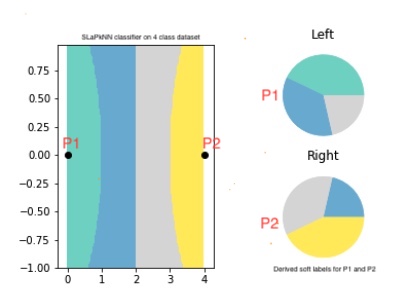 SLaPkNN classifier on 4 class dataset
0.75
0.50
0.25
0.00
−0.25
−0.50
−0.75
−1.00
0 1 2 3 4
P1
P2
Left
P1
Right
P2
Derived soft labels for P1 and P2